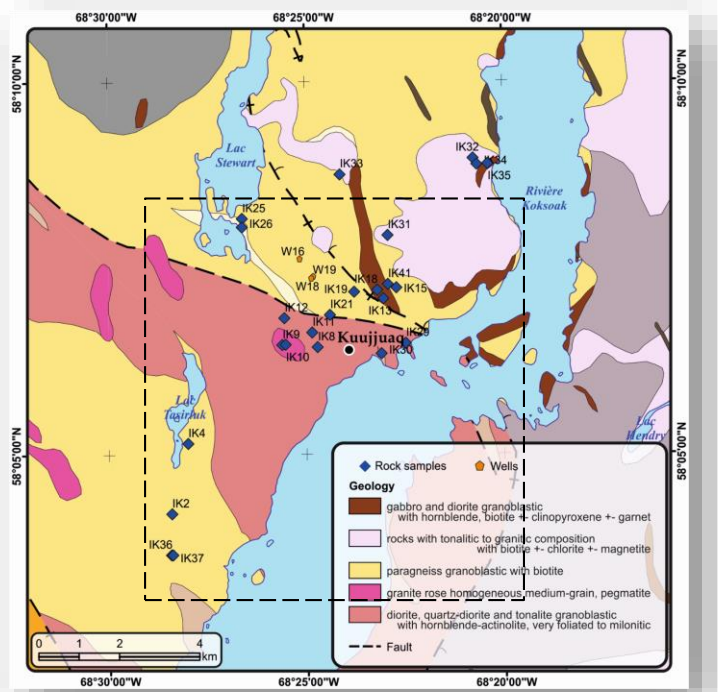 68°30'00"W 68°25'00"W 68°20'00"W
58°10'00"N
58°10'00"N
Lac
Stewart
IK33
IK32
IK34
IK35
Rivière
Koksoak
IK25
IK26
IK31
W16
W19
W18
IK18
IK41
IK19
IK15
IK13
IK21
IK12
IK11
IK9
IK8
IK10
Kuujjuaq
IK29
IK30
Lac
Tasirluk
IK4
Lac
Hendry
58°05'00"N
58°05'00"N
IK2
IK36
IK37
Rock samples Wells
Geology
gabbro and diorite granoblastic
with hornblende, biotite +- clinopyroxene +- garnet
rocks with tonalitic to granitic composition
with biotite +- chlorite +- magnetite
paragneiss granoblastic with biotite
granite rose homogeneous medium-grain, pegmatite
diorite, quartz-diorite and tonalite granoblastic
with hornblende-actinolite, very foliated to milonitic
Fault
0 1 2 4
km
68°30'00"W 68°25'00"W 68°20'00"W